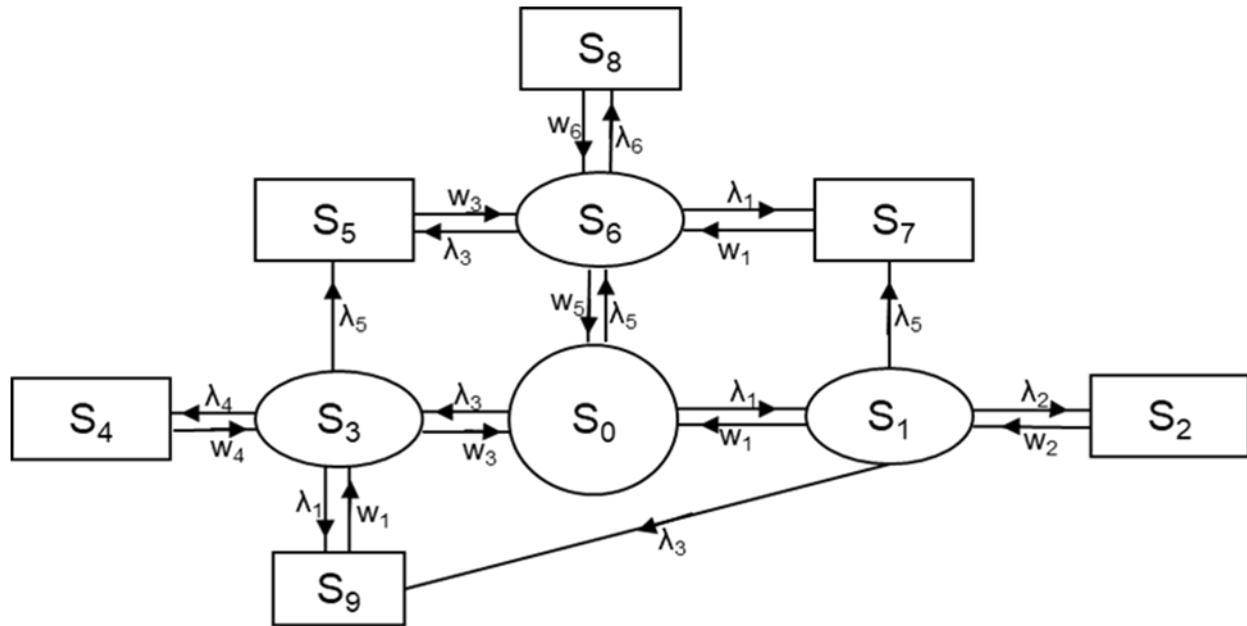 S₈
w₆ λ₆
S₅ w₃ λ₃ S₆ λ₁ w₁ S₇
λ₅ w₅ λ₅ λ₅
S₄ λ₄ w₄ S₃ λ₃ w₃ S₀ λ₁ w₁ S₁ λ₂ w₂ S₂
λ₁ w₁ λ₃
S₉